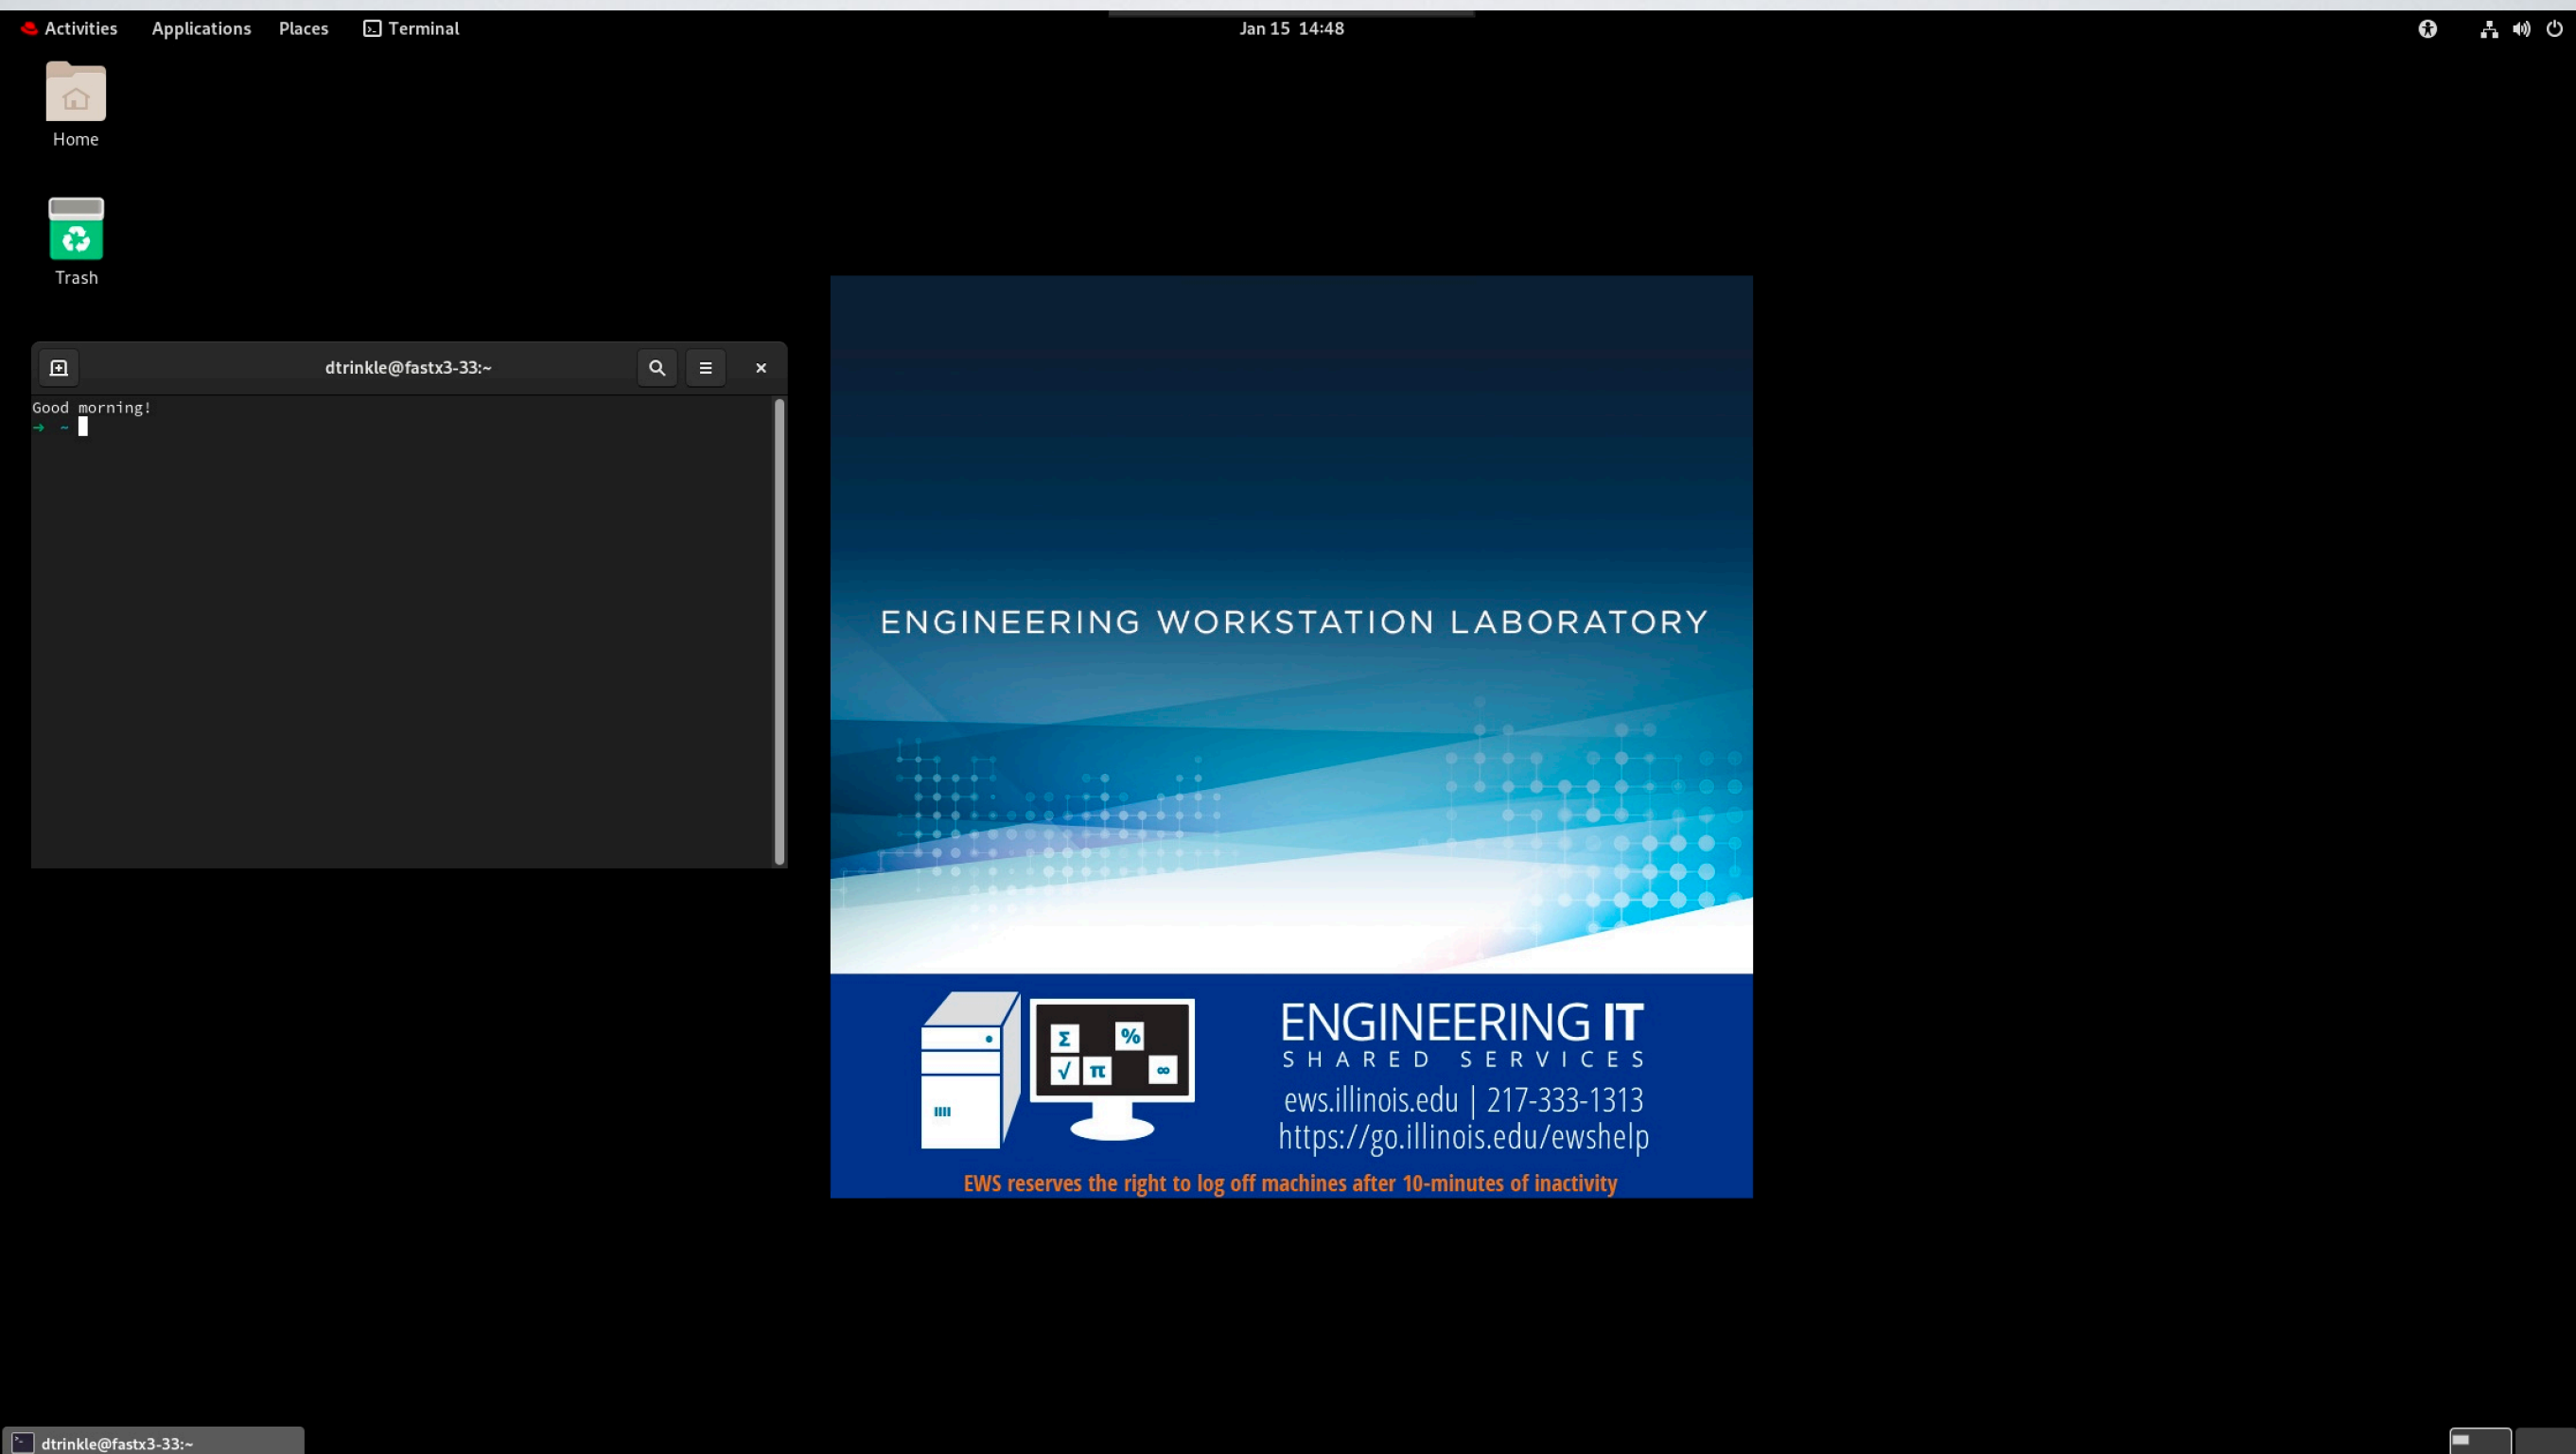 Activities Applications Places Terminal Jan 15 14:48
Home
Trash
dtrinkle@fastx3-33:~
Good morning!
→ ~
ENGINEERING WORKSTATION LABORATORY
Σ %
√ π ∞
ENGINEERING IT
SHARED SERVICES
ews.illinois.edu | 217-333-1313
https://go.illinois.edu/ewshelp
EWS reserves the right to log off machines after 10-minutes of inactivity
dtrinkle@fastx3-33:~